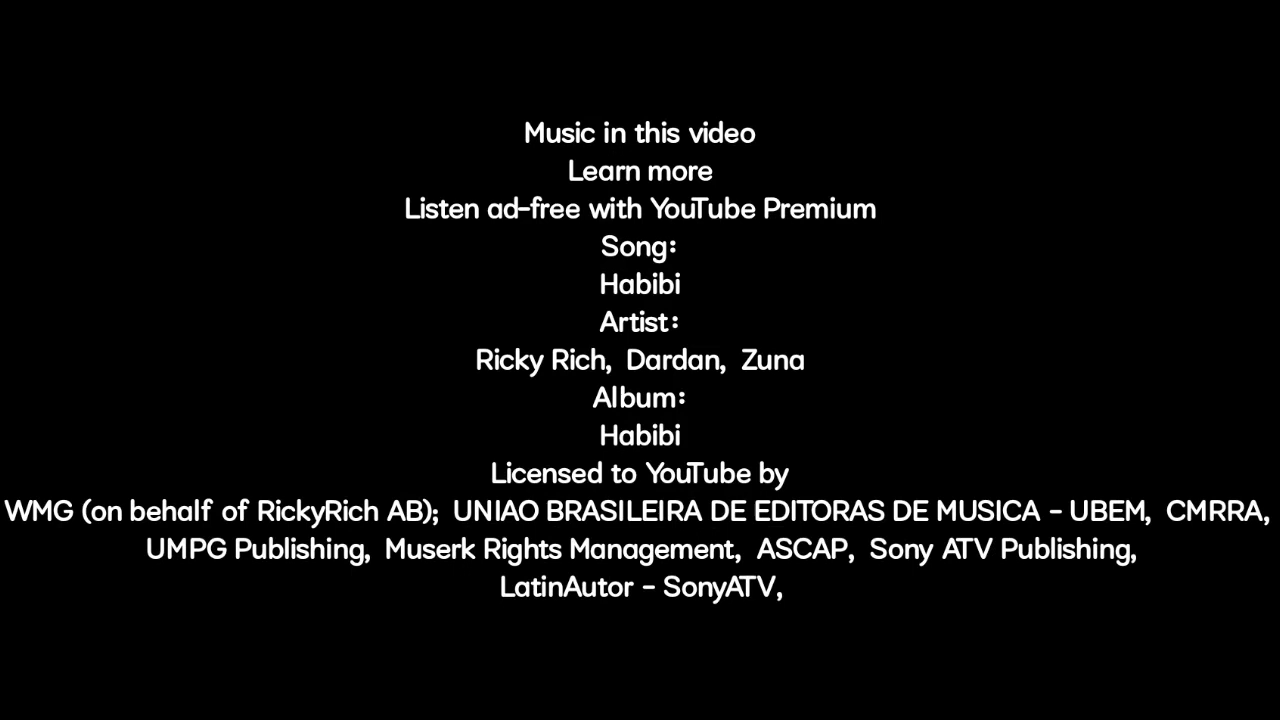 Music in this video
Learn more
Listen ad-free with YouTube Premium
Song:
Habibi
Artist:
Ricky Rich, Dardan, Zuna
Album:
Habibi
Licensed to YouTube by
WMG (on behalf of RickyRich AB); UNIAO BRASILEIRA DE EDITORAS DE MUSICA - UBEM, CMRRA,
UMPG Publishing, Muserk Rights Management, ASCAP, Sony ATV Publishing,
LatinAutor - SonyATV,